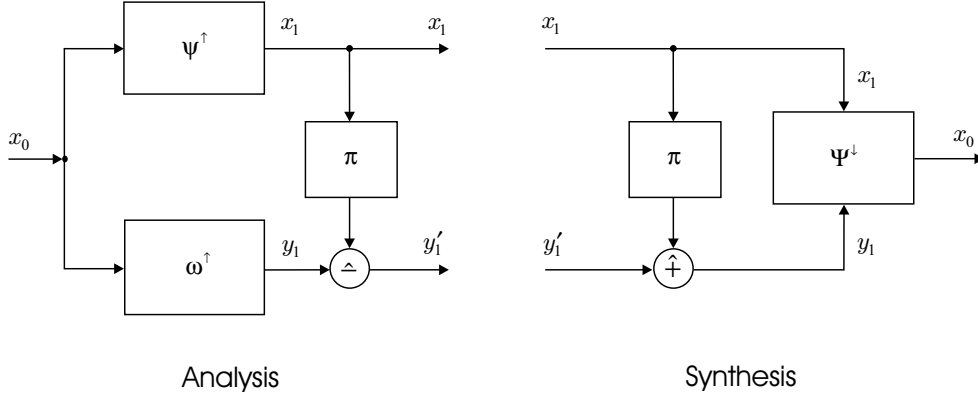 ψ↑ x₁ x₁
x₀
π
ω↑ y₁ ≏ y₁′
Analysis
x₁
x₁
π Ψ↓ x₀
y₁′ +̂ y₁
Synthesis